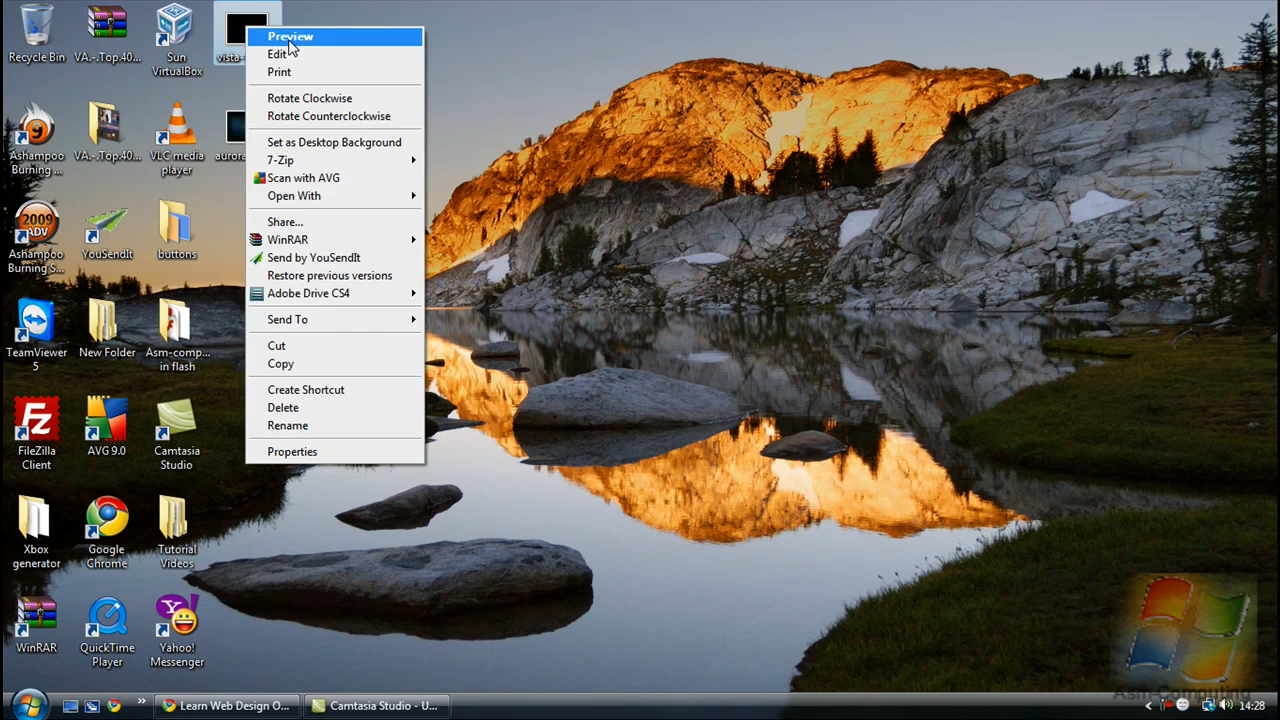 Recycle Bin
VA.-.Top.40...
Sun
VirtualBox
vista-
Ashampoo
Burning ...
VA.-.Top.40...
VLC media
player
aurora
Ashampoo
Burning S...
YouSendIt
buttons
TeamViewer
5
New Folder
Asm-comp...
in flash
FileZilla
Client
AVG 9.0
Camtasia
Studio
Xbox
generator
Google
Chrome
Tutorial
Videos
WinRAR
QuickTime
Player
Yahoo!
Messenger
Preview
Edit
Print
Rotate Clockwise
Rotate Counterclockwise
Set as Desktop Background
7-Zip
Scan with AVG
Open With
Share...
WinRAR
Send by YouSendIt
Restore previous versions
Adobe Drive CS4
Send To
Cut
Copy
Create Shortcut
Delete
Rename
Properties
Asm-Computing
Learn Web Design O...
Camtasia Studio - U...
14:28